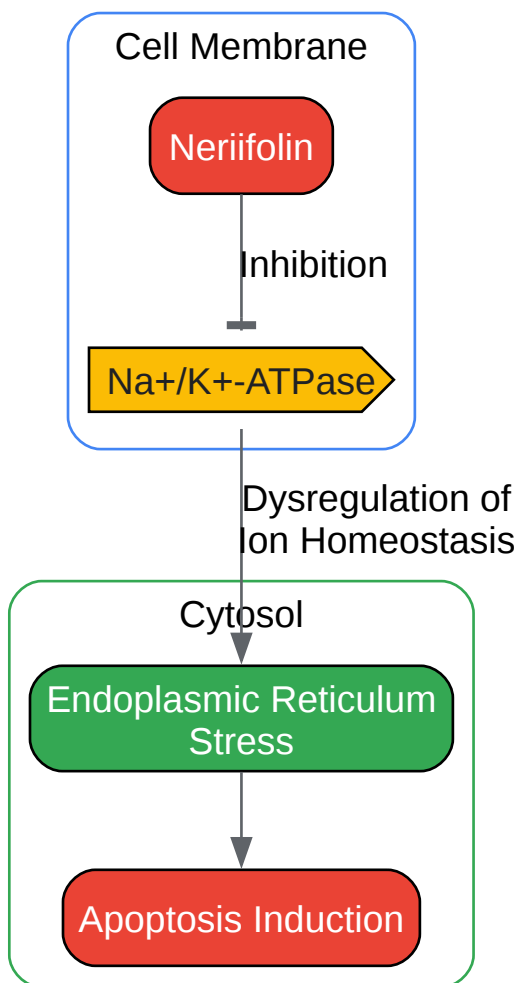 Cell Membrane
Neriifolin
Inhibition
Na+/K+-ATPase
Dysregulation of
Ion Homeostasis
Cytosol
Endoplasmic Reticulum
Stress
Apoptosis Induction